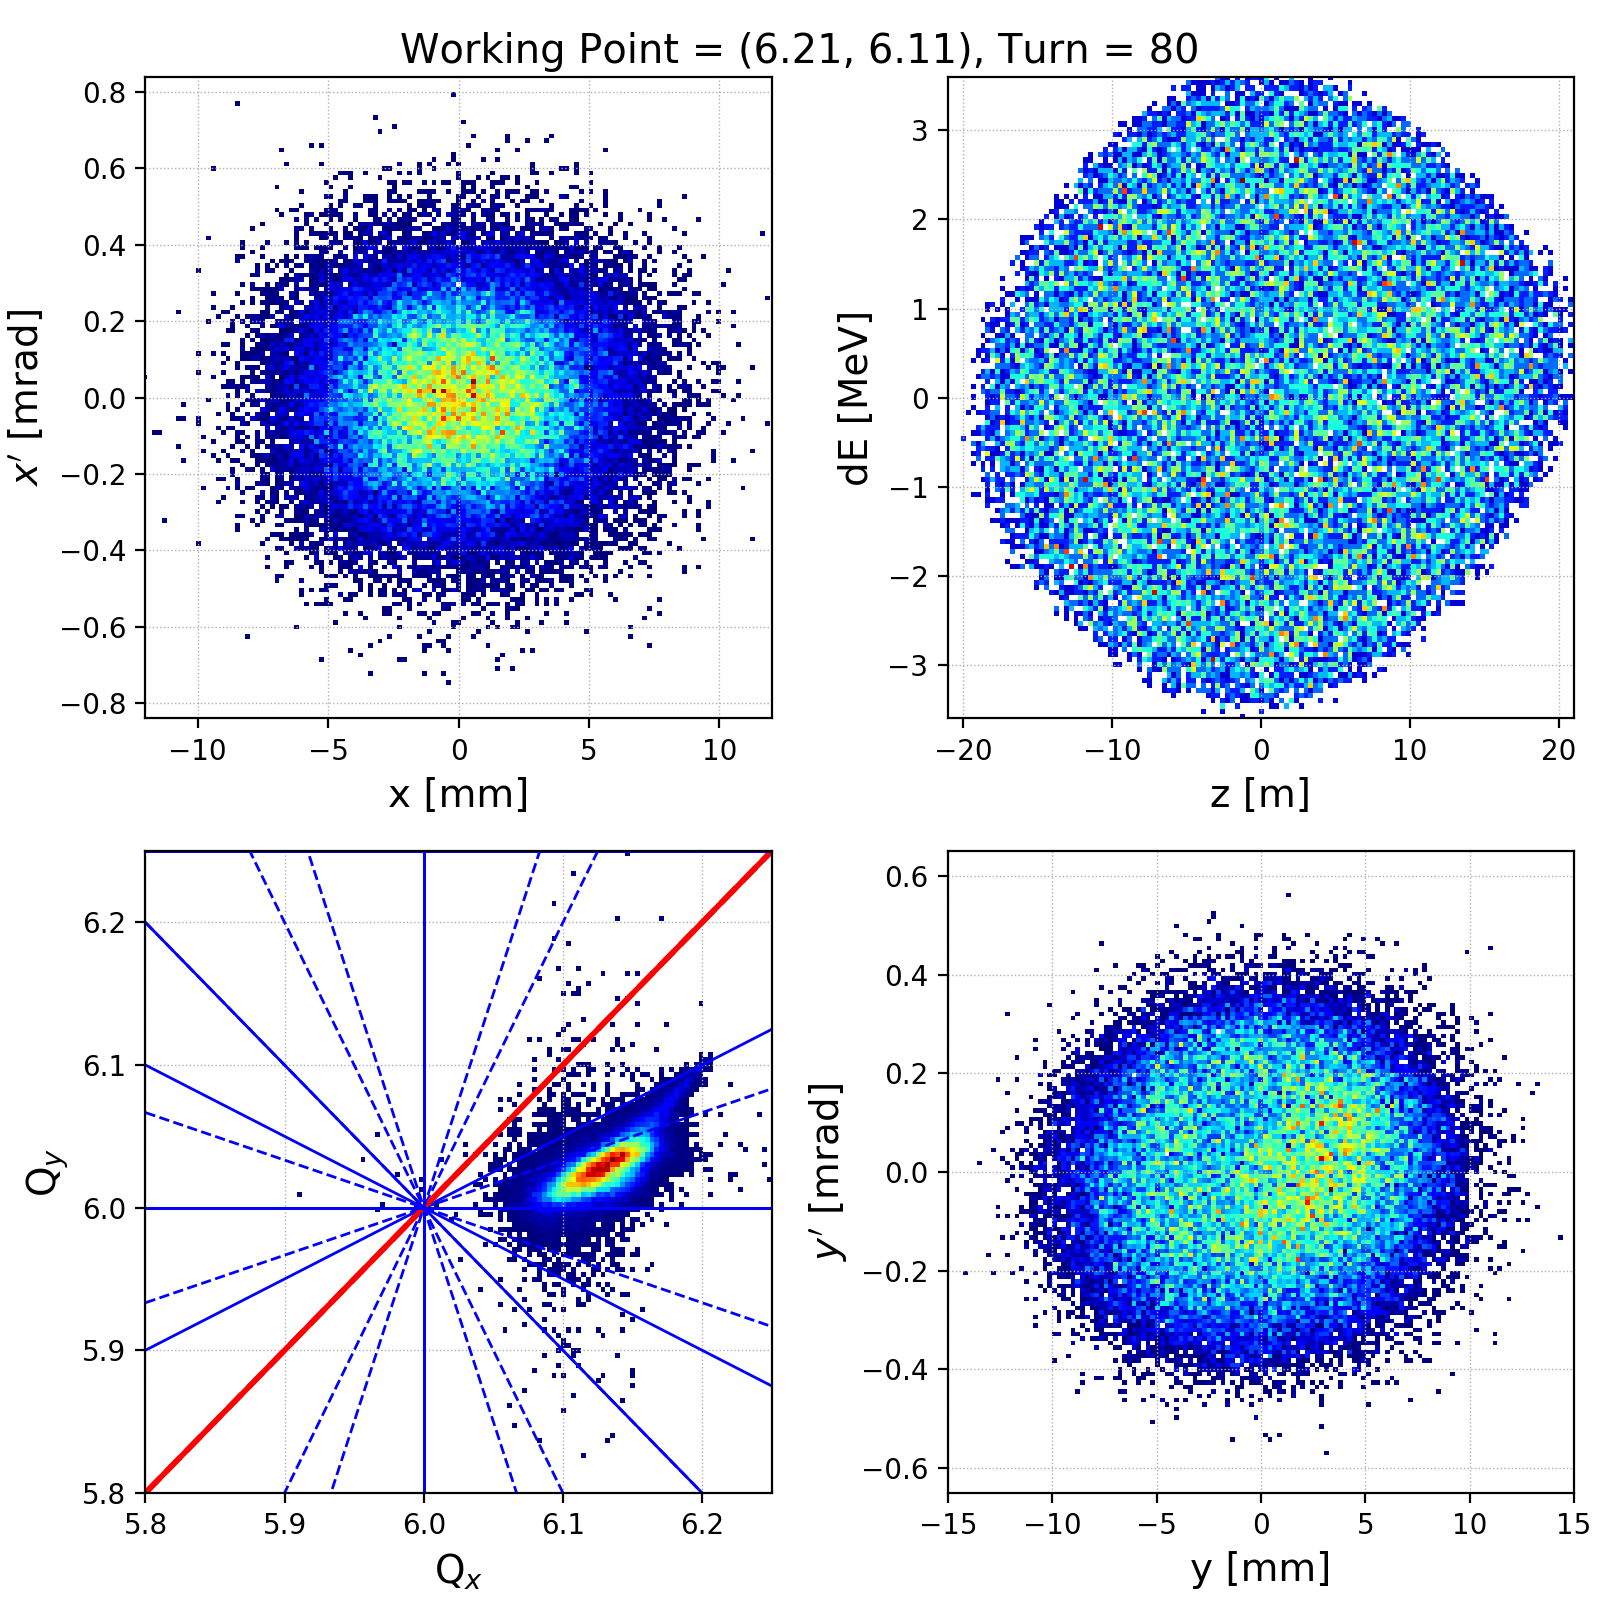 Working Point = (6.21, 6.11), Turn = 80
0.8
0.6
0.4
0.2
0.0
−0.2
−0.4
−0.6
−0.8
x′ [mrad]
−10 −5 0 5 10
x [mm]
3
2
1
0
−1
−2
−3
dE [MeV]
−20 −10 0 10 20
z [m]
6.2
6.1
6.0
5.9
5.8
Qy
5.8 5.9 6.0 6.1 6.2
Qx
0.6
0.4
0.2
0.0
−0.2
−0.4
−0.6
y′ [mrad]
−15 −10 −5 0 5 10 15
y [mm]